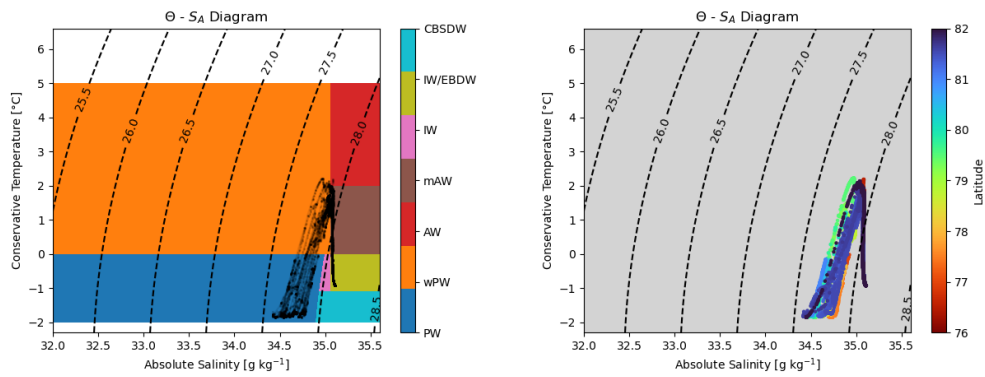 Θ - S_A Diagram
Conservative Temperature [°C]
6
5
4
3
2
1
0
−1
−2
25.5
26.0
26.5
27.0
27.5
28.0
28.5
32.0 32.5 33.0 33.5 34.0 34.5 35.0 35.5
Absolute Salinity [g kg⁻¹]
CBSDW
IW/EBDW
IW
mAW
AW
wPW
PW
Θ - S_A Diagram
Conservative Temperature [°C]
6
5
4
3
2
1
0
−1
−2
25.5
26.0
26.5
27.0
27.5
28.0
28.5
32.0 32.5 33.0 33.5 34.0 34.5 35.0 35.5
Absolute Salinity [g kg⁻¹]
82
81
80
79
78
77
76
Latitude